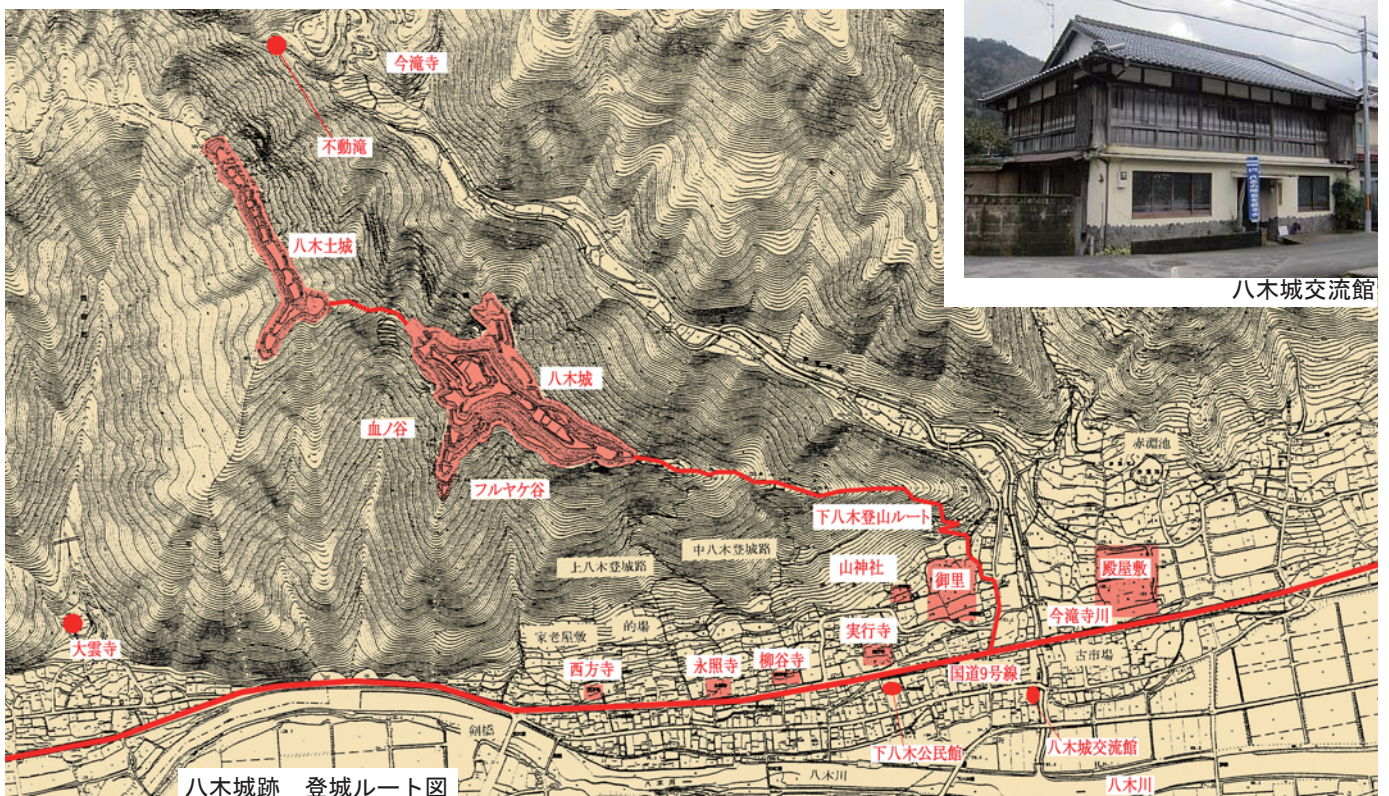 今滝寺
不動滝
八木城交流館
八木土城
八木城
血ノ谷
フルヤケ谷
赤淵池
下八木登山ルート
中八木登城路
上八木登城路
山神社
御里
殿屋敷
今滝寺川
大雲寺
家老屋敷
的場
実行寺
西方寺
永照寺
柳谷寺
国道9号線
古市場
剣橋
下八木公民館
八木城交流館
八木川
八木川
八木城跡 登城ルート図